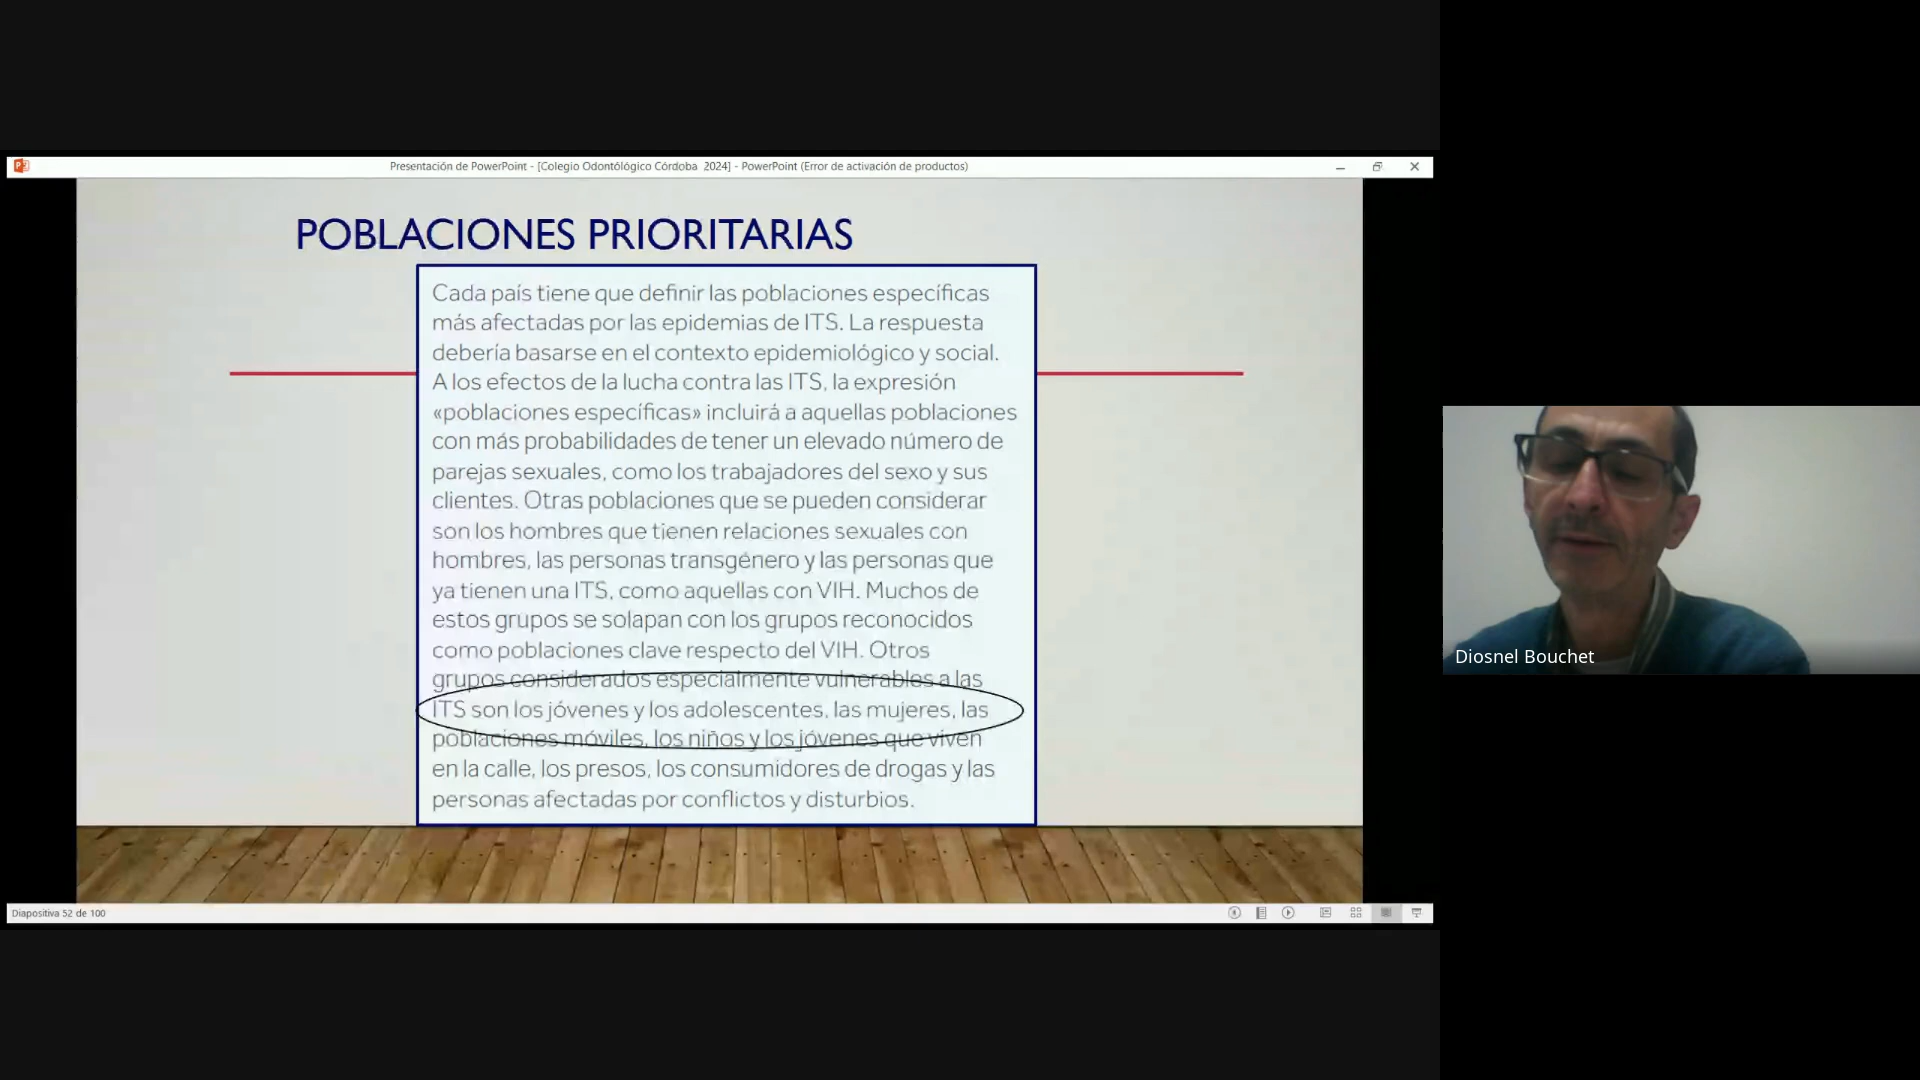 Presentación de PowerPoint - [Colegio Odontólógico Córdoba 2024] - PowerPoint (Error de activación de productos)
POBLACIONES PRIORITARIAS
Cada país tiene que definir las poblaciones específicas
más afectadas por las epidemias de ITS. La respuesta
debería basarse en el contexto epidemiológico y social.
A los efectos de la lucha contra las ITS, la expresión
«poblaciones específicas» incluirá a aquellas poblaciones
con más probabilidades de tener un elevado número de
parejas sexuales, como los trabajadores del sexo y sus
clientes. Otras poblaciones que se pueden considerar
son los hombres que tienen relaciones sexuales con
hombres, las personas transgénero y las personas que
ya tienen una ITS, como aquellas con VIH. Muchos de
estos grupos se solapan con los grupos reconocidos
como poblaciones clave respecto del VIH. Otros
grupos considerados especialmente vulnerables a las
ITS son los jóvenes y los adolescentes, las mujeres, las
poblaciones móviles, los niños y los jóvenes que viven
en la calle, los presos, los consumidores de drogas y las
personas afectadas por conflictos y disturbios.
Diapositiva 52 de 100
Diosnel Bouchet